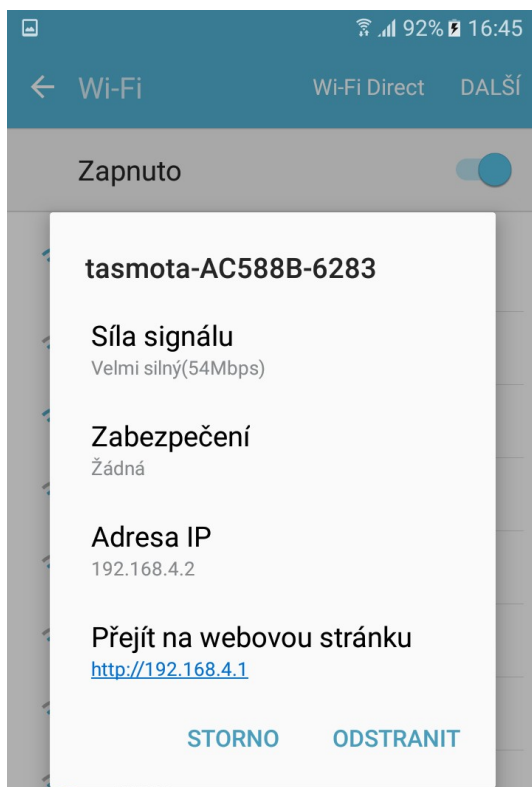 92% 16:45
Wi-Fi Wi-Fi Direct DALŠÍ
Zapnuto
tasmota-AC588B-6283
Síla signálu
Velmi silný(54Mbps)
Zabezpečení
Žádná
Adresa IP
192.168.4.2
Přejít na webovou stránku
http://192.168.4.1
STORNO ODSTRANIT